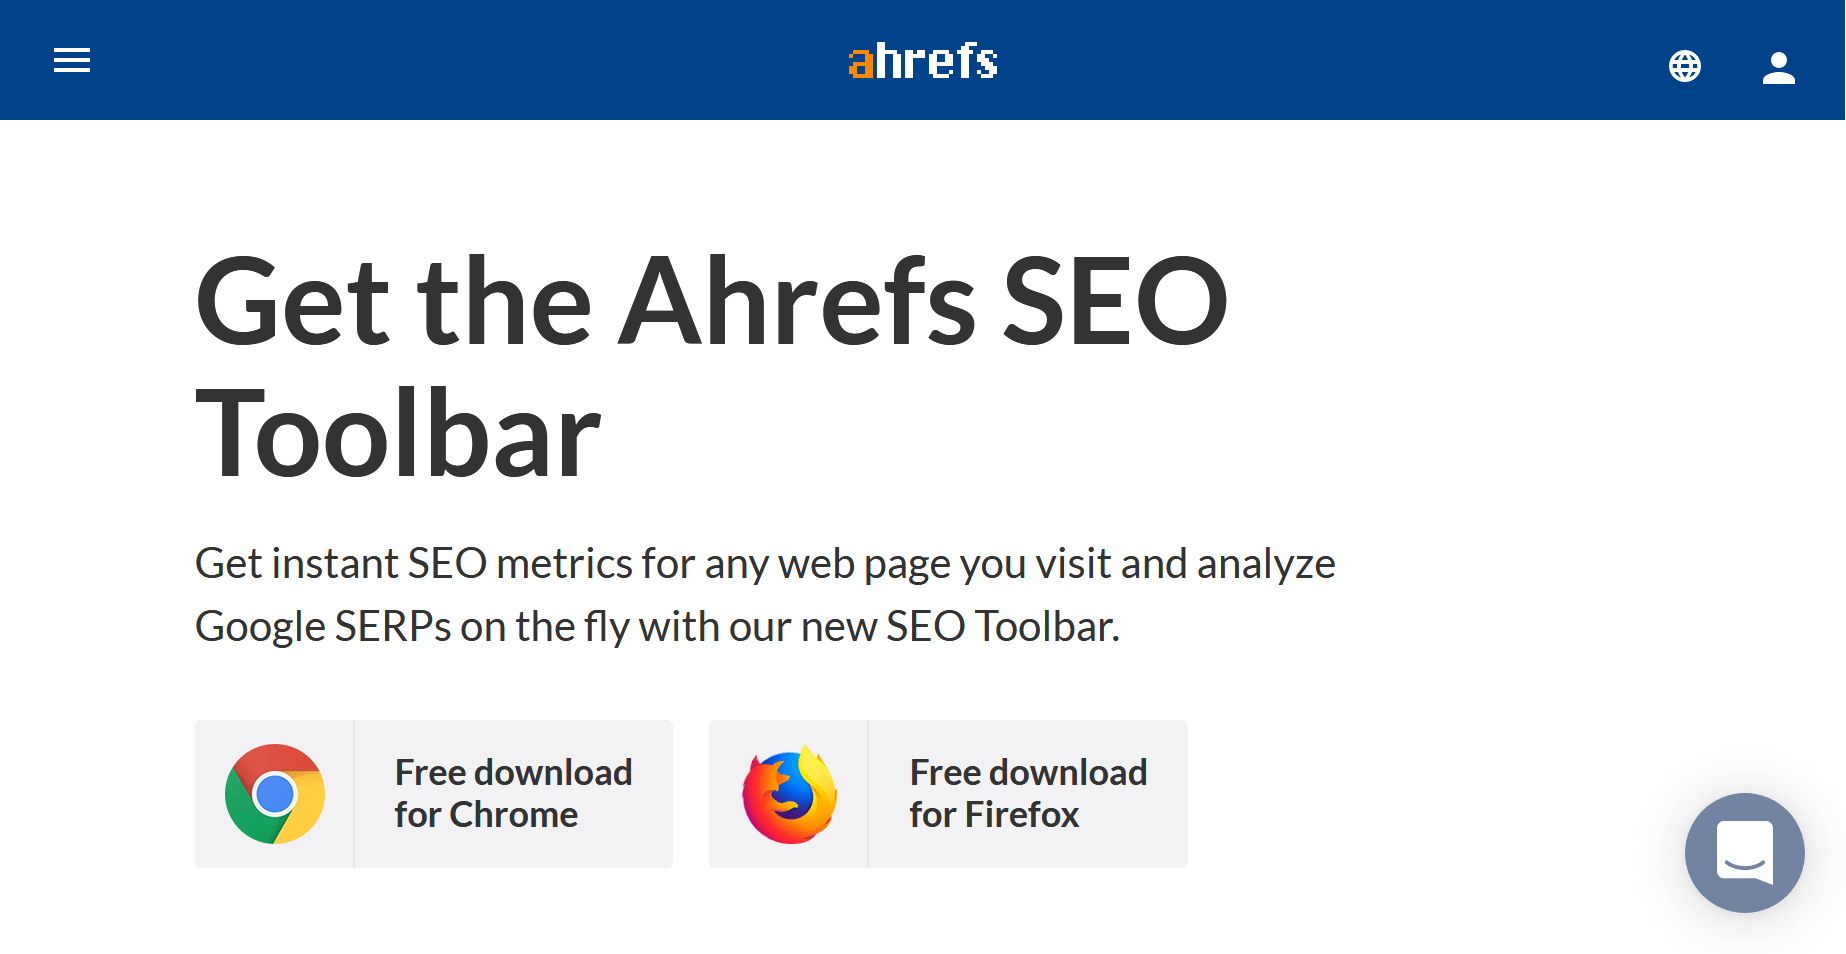 ahrefs
Get the Ahrefs SEO
Toolbar
Get instant SEO metrics for any web page you visit and analyze
Google SERPs on the fly with our new SEO Toolbar.
Free download
for Chrome
Free download
for Firefox